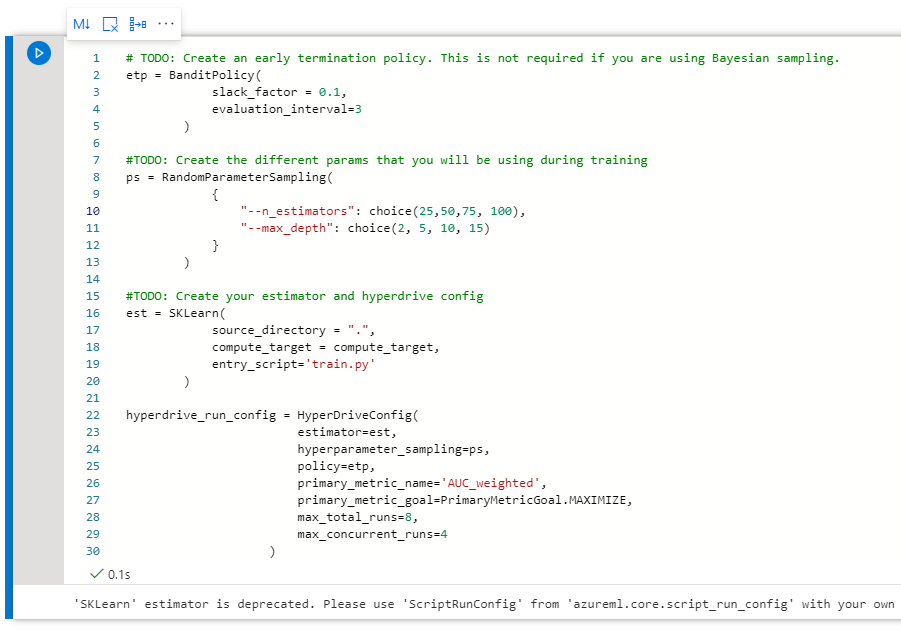 M↓
1 # TODO: Create an early termination policy. This is not required if you are using Bayesian sampling.
2 etp = BanditPolicy(
3 slack_factor = 0.1,
4 evaluation_interval=3
5 )
6
7 #TODO: Create the different params that you will be using during training
8 ps = RandomParameterSampling(
9 {
10 "--n_estimators": choice(25,50,75, 100),
11 "--max_depth": choice(2, 5, 10, 15)
12 }
13 )
14
15 #TODO: Create your estimator and hyperdrive config
16 est = SKLearn(
17 source_directory = ".",
18 compute_target = compute_target,
19 entry_script='train.py'
20 )
21
22 hyperdrive_run_config = HyperDriveConfig(
23 estimator=est,
24 hyperparameter_sampling=ps,
25 policy=etp,
26 primary_metric_name='AUC_weighted',
27 primary_metric_goal=PrimaryMetricGoal.MAXIMIZE,
28 max_total_runs=8,
29 max_concurrent_runs=4
30 )
0.1s
'SKLearn' estimator is deprecated. Please use 'ScriptRunConfig' from 'azureml.core.script_run_config' with your own